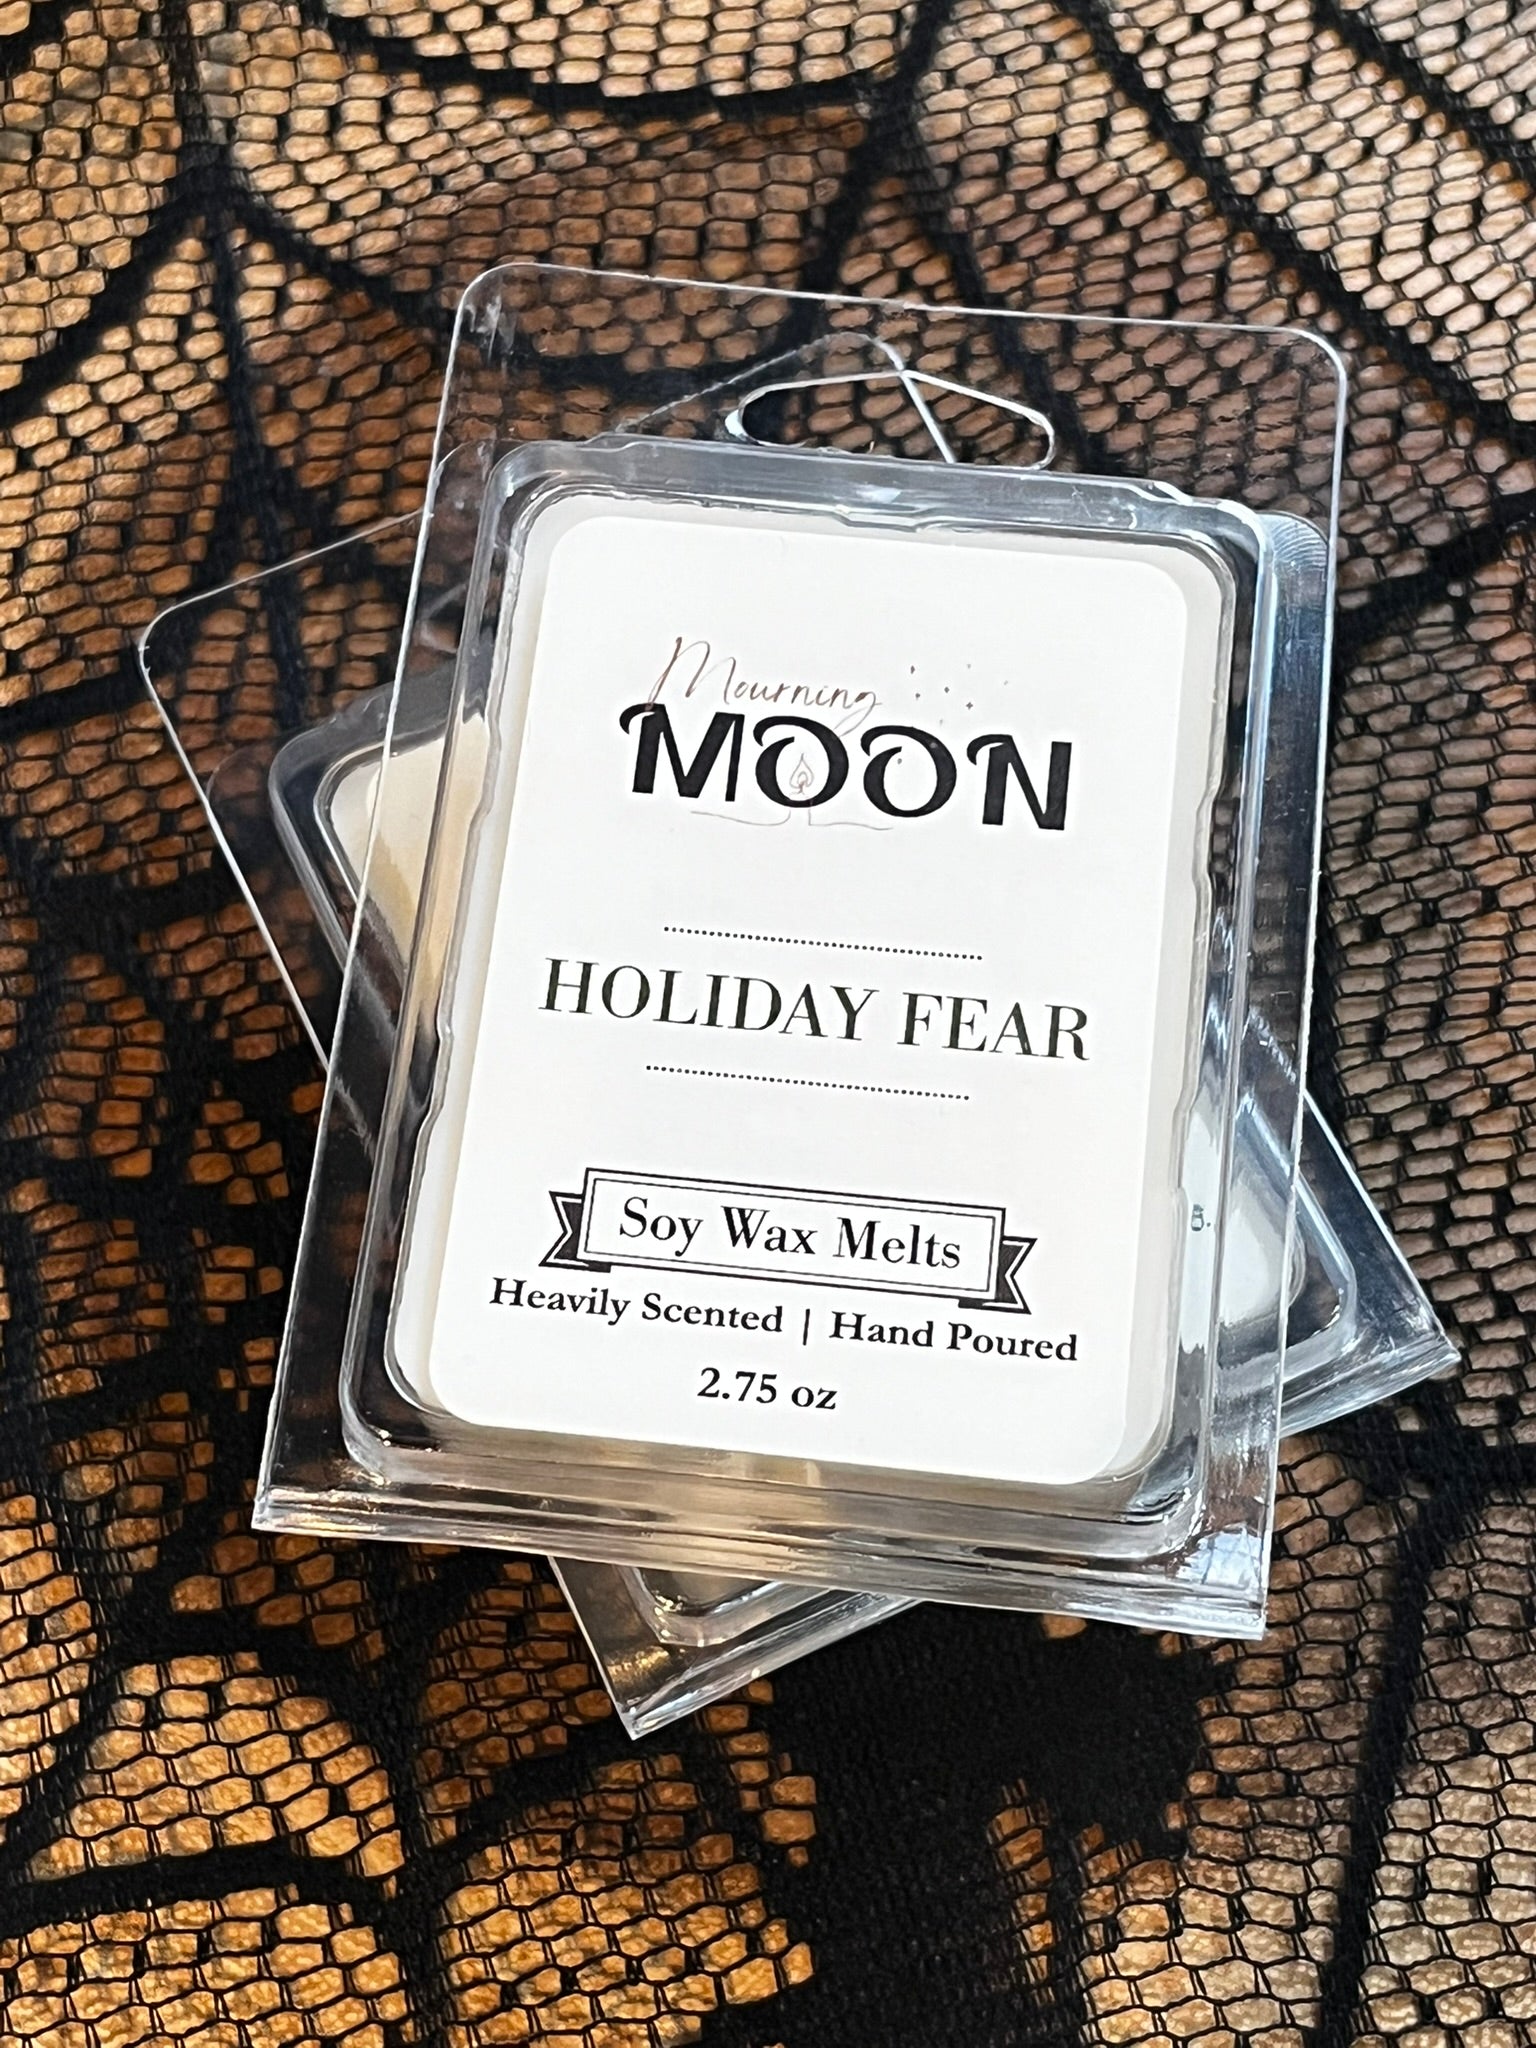 Mourning
MOON
HOLIDAY FEAR
Soy Wax Melts
Heavily Scented | Hand Poured
2.75 oz